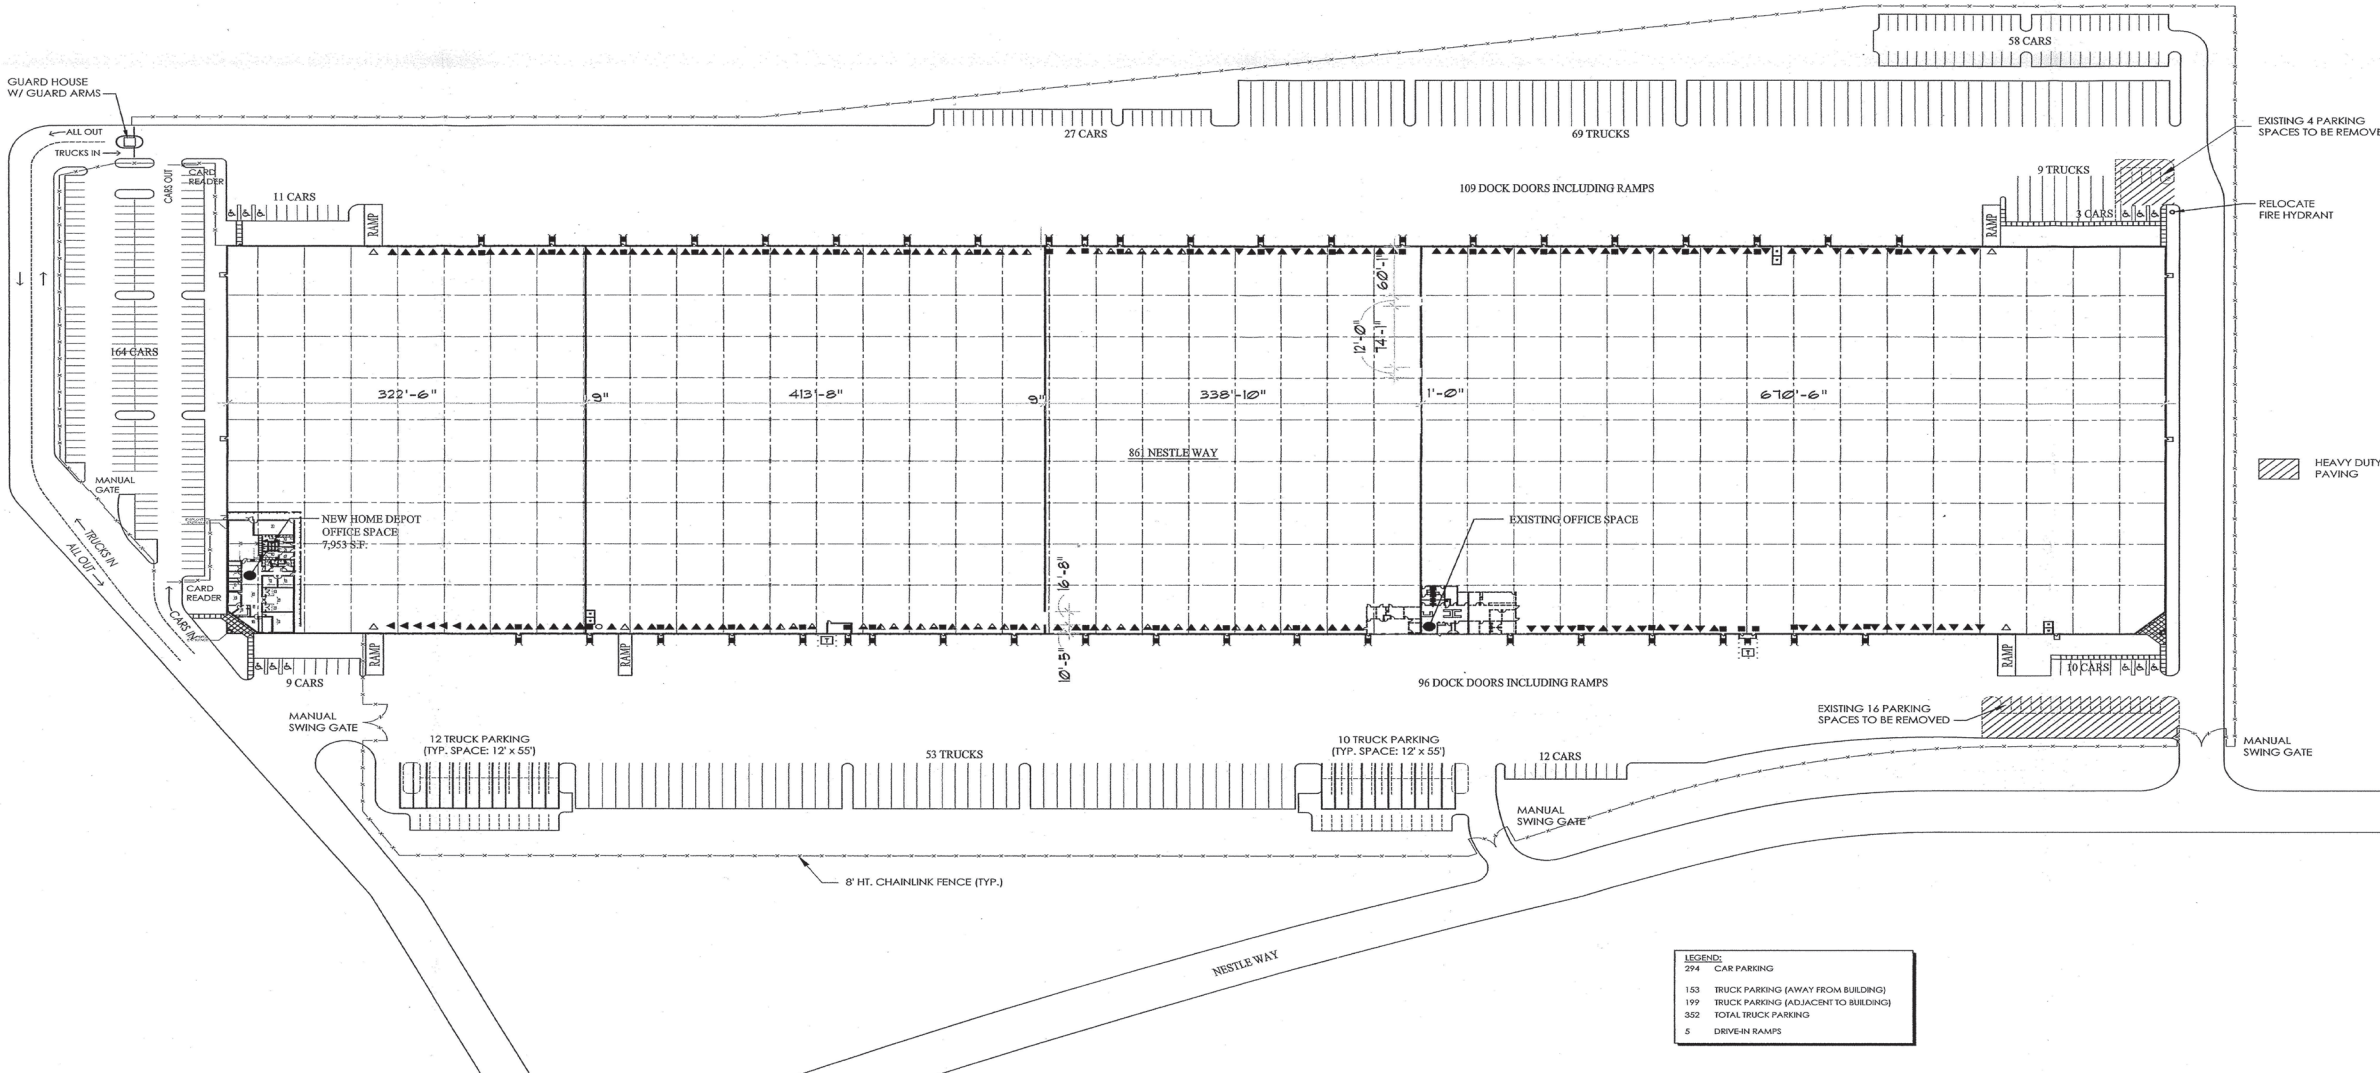 58 CARS
GUARD HOUSE
W/ GUARD ARMS
EXISTING 4 PARKING
SPACES TO BE REMOVE
ALL OUT
TRUCKS IN
27 CARS
69 TRUCKS
CARD
READER
CARS OUT
11 CARS
109 DOCK DOORS INCLUDING RAMPS
9 TRUCKS
3 CARS
RELOCATE
FIRE HYDRANT
RAMP
RAMP
60'-1"
12'-0"
74'-1"
164 CARS
322'-6"
9"
413'-8"
9"
338'-10"
1'-0"
670'-6"
861 NESTLE WAY
HEAVY DUTY
PAVING
MANUAL
GATE
NEW HOME DEPOT
OFFICE SPACE
7,953 S.F.
EXISTING OFFICE SPACE
TRUCKS IN
ALL OUT
CARD
READER
CARS IN
16'-8"
10'-5"
RAMP
RAMP
T
T
RAMP
9 CARS
96 DOCK DOORS INCLUDING RAMPS
10 CARS
MANUAL
SWING GATE
EXISTING 16 PARKING
SPACES TO BE REMOVED
12 TRUCK PARKING
(TYP. SPACE: 12' x 55')
53 TRUCKS
10 TRUCK PARKING
(TYP. SPACE: 12' x 55')
12 CARS
MANUAL
SWING GATE
MANUAL
SWING GATE
8' HT. CHAINLINK FENCE (TYP.)
NESTLE WAY
LEGEND:
294 CAR PARKING
153 TRUCK PARKING (AWAY FROM BUILDING)
199 TRUCK PARKING (ADJACENT TO BUILDING)
352 TOTAL TRUCK PARKING
5 DRIVE-IN RAMPS